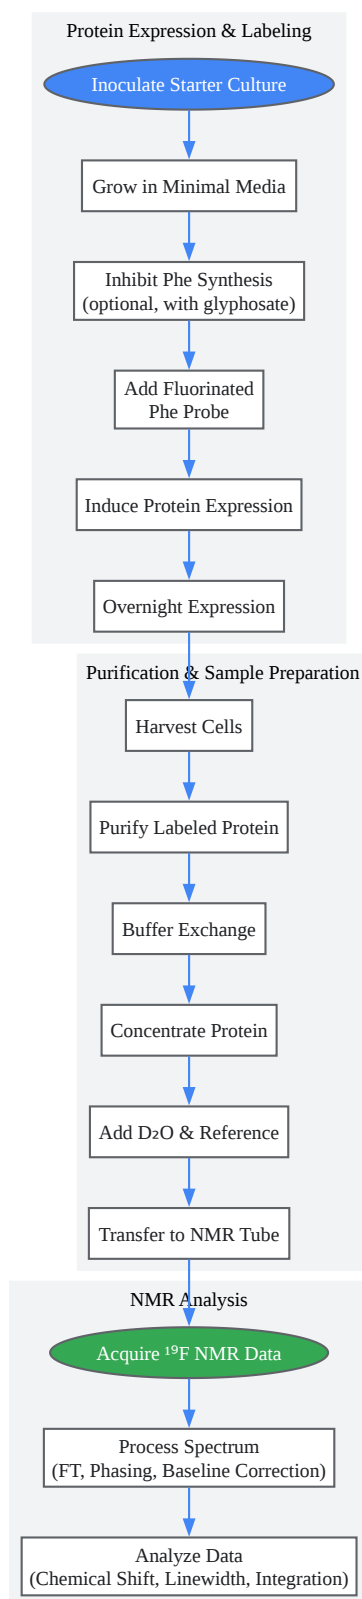 Protein Expression & Labeling
Inoculate Starter Culture
Grow in Minimal Media
Inhibit Phe Synthesis
(optional, with glyphosate)
Add Fluorinated
Phe Probe
Induce Protein Expression
Overnight Expression
Purification & Sample Preparation
Harvest Cells
Purify Labeled Protein
Buffer Exchange
Concentrate Protein
Add D₂O & Reference
Transfer to NMR Tube
NMR Analysis
Acquire ¹⁹F NMR Data
Process Spectrum
(FT, Phasing, Baseline Correction)
Analyze Data
(Chemical Shift, Linewidth, Integration)